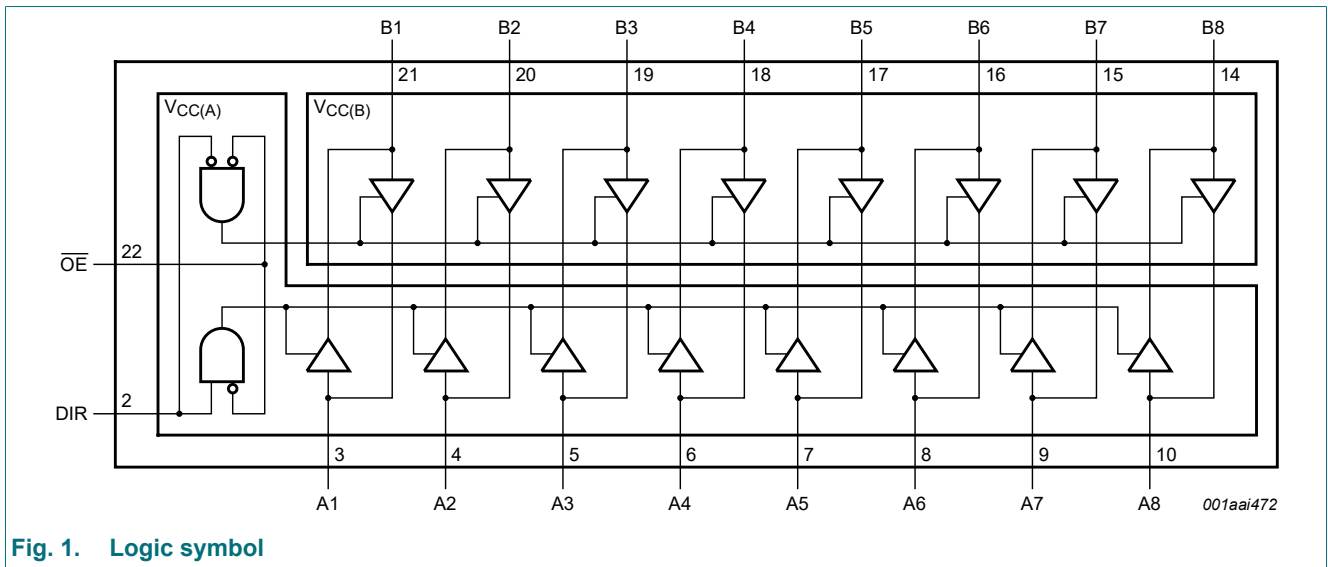 B1 B2 B3 B4 B5 B6 B7 B8
21 20 19 18 17 16 15 14
VCC(A) VCC(B)
22
OE
2
DIR
3 4 5 6 7 8 9 10
A1 A2 A3 A4 A5 A6 A7 A8 001aai472
Fig. 1. Logic symbol